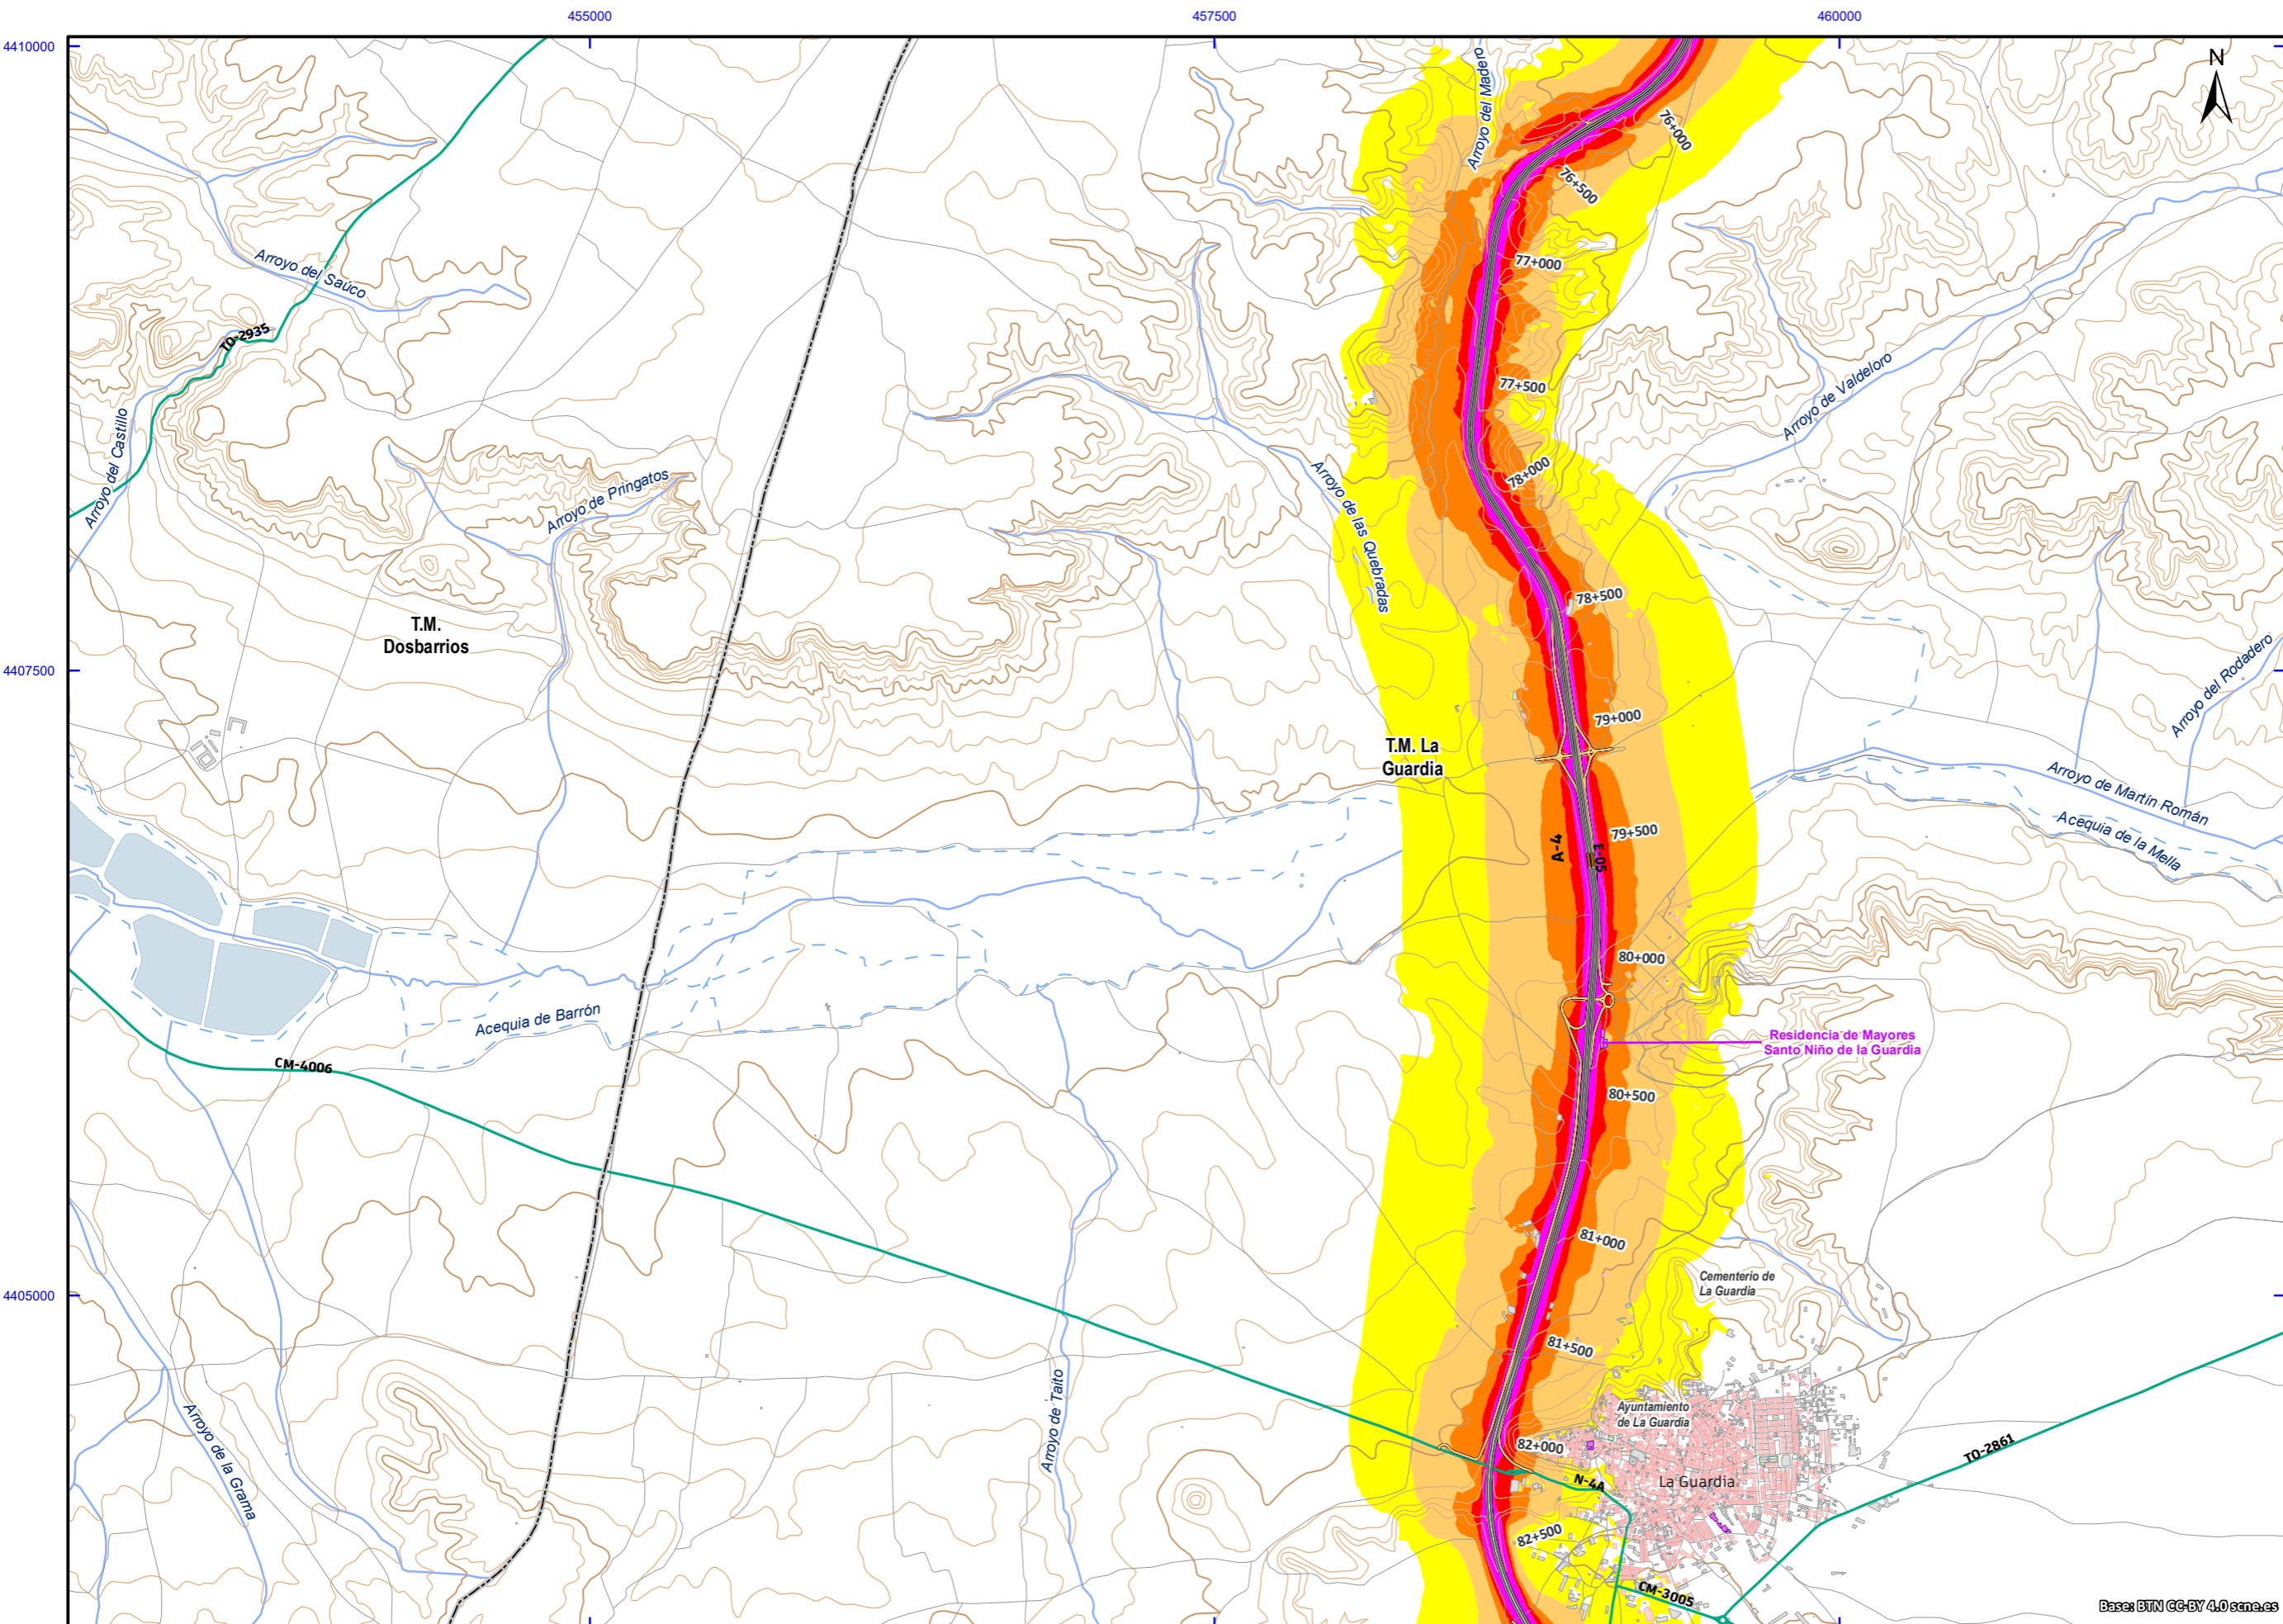 455000
457500
460000
4410000
N
Arroyo del Madero
76+000
76+500
Arroyo del Saúco
77+000
TO-2935
77+500
Arroyo de Valdeloro
Arroyo del Castillo
78+000
Arroyo de Pringatos
Arroyo de las Quebradas
78+500
T.M.
Dosbarrios
4407500
Arroyo del Rodadero
79+000
T.M. La
Guardia
Arroyo de Martín Román
79+500
A-4
E-05
Acequia de la Mella
80+000
Acequia de Barrón
Residencia de Mayores
Santo Niño de la Guardia
CM-4006
80+500
81+000
Cementerio de
La Guardia
4405000
81+500
Arroyo de Taito
Ayuntamiento
de La Guardia
Arroyo de la Grama
82+000
TO-2861
N-4A
La Guardia
82+500
CM-3005
Base: BTN CC-BY 4.0 scne.es